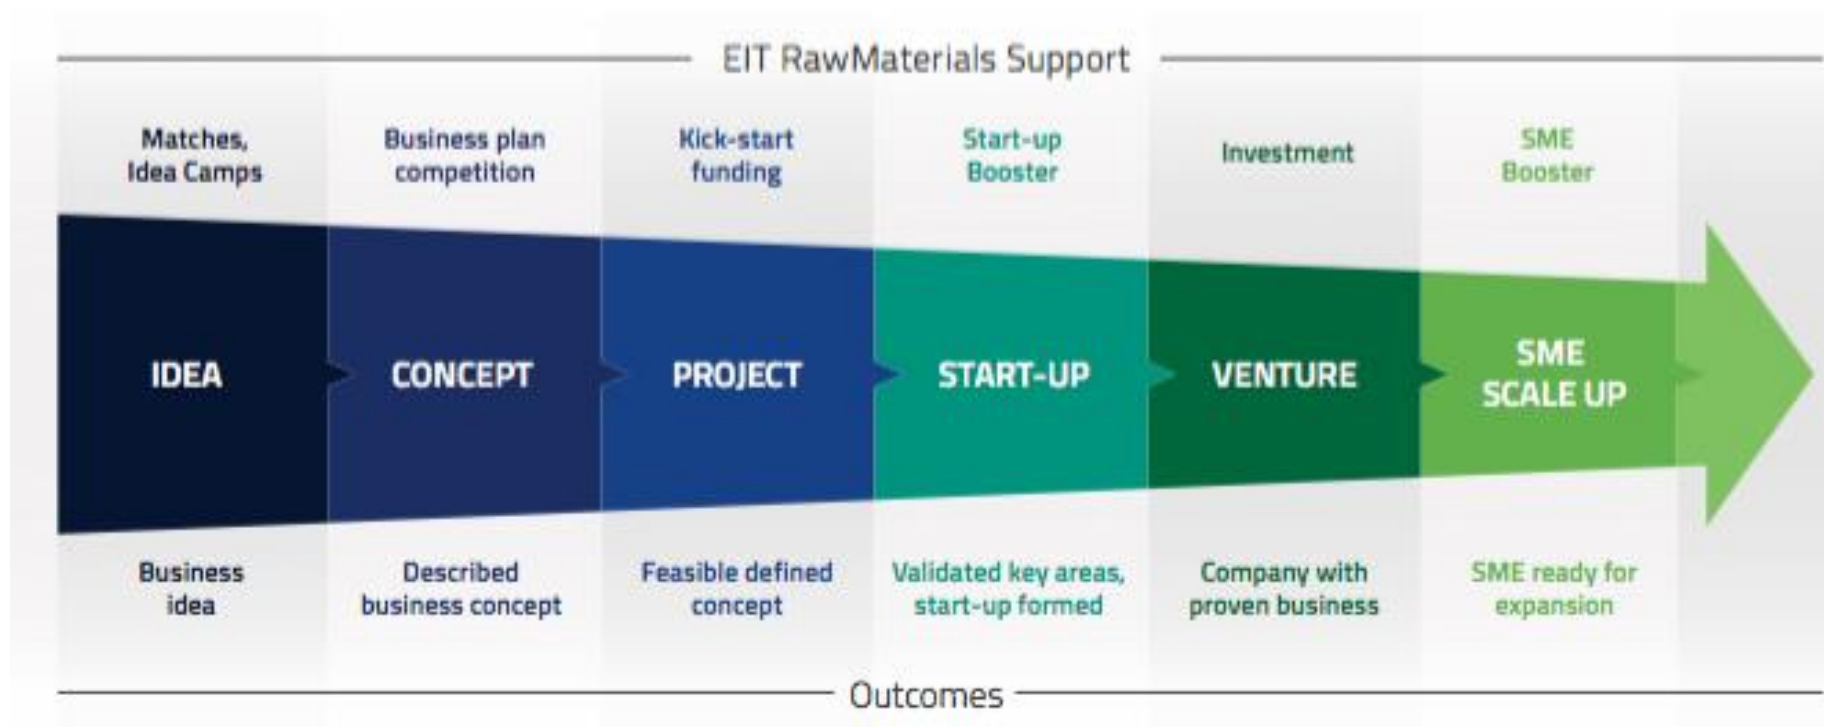 EIT RawMaterials Support
Matches,
Idea Camps
Business plan
competition
Kick-start
funding
Start-up
Booster
Investment
SME
Booster
IDEA
CONCEPT
PROJECT
START-UP
VENTURE
SME
SCALE UP
Business
idea
Described
business concept
Feasible defined
concept
Validated key areas,
start-up formed
Company with
proven business
SME ready for
expansion
Outcomes